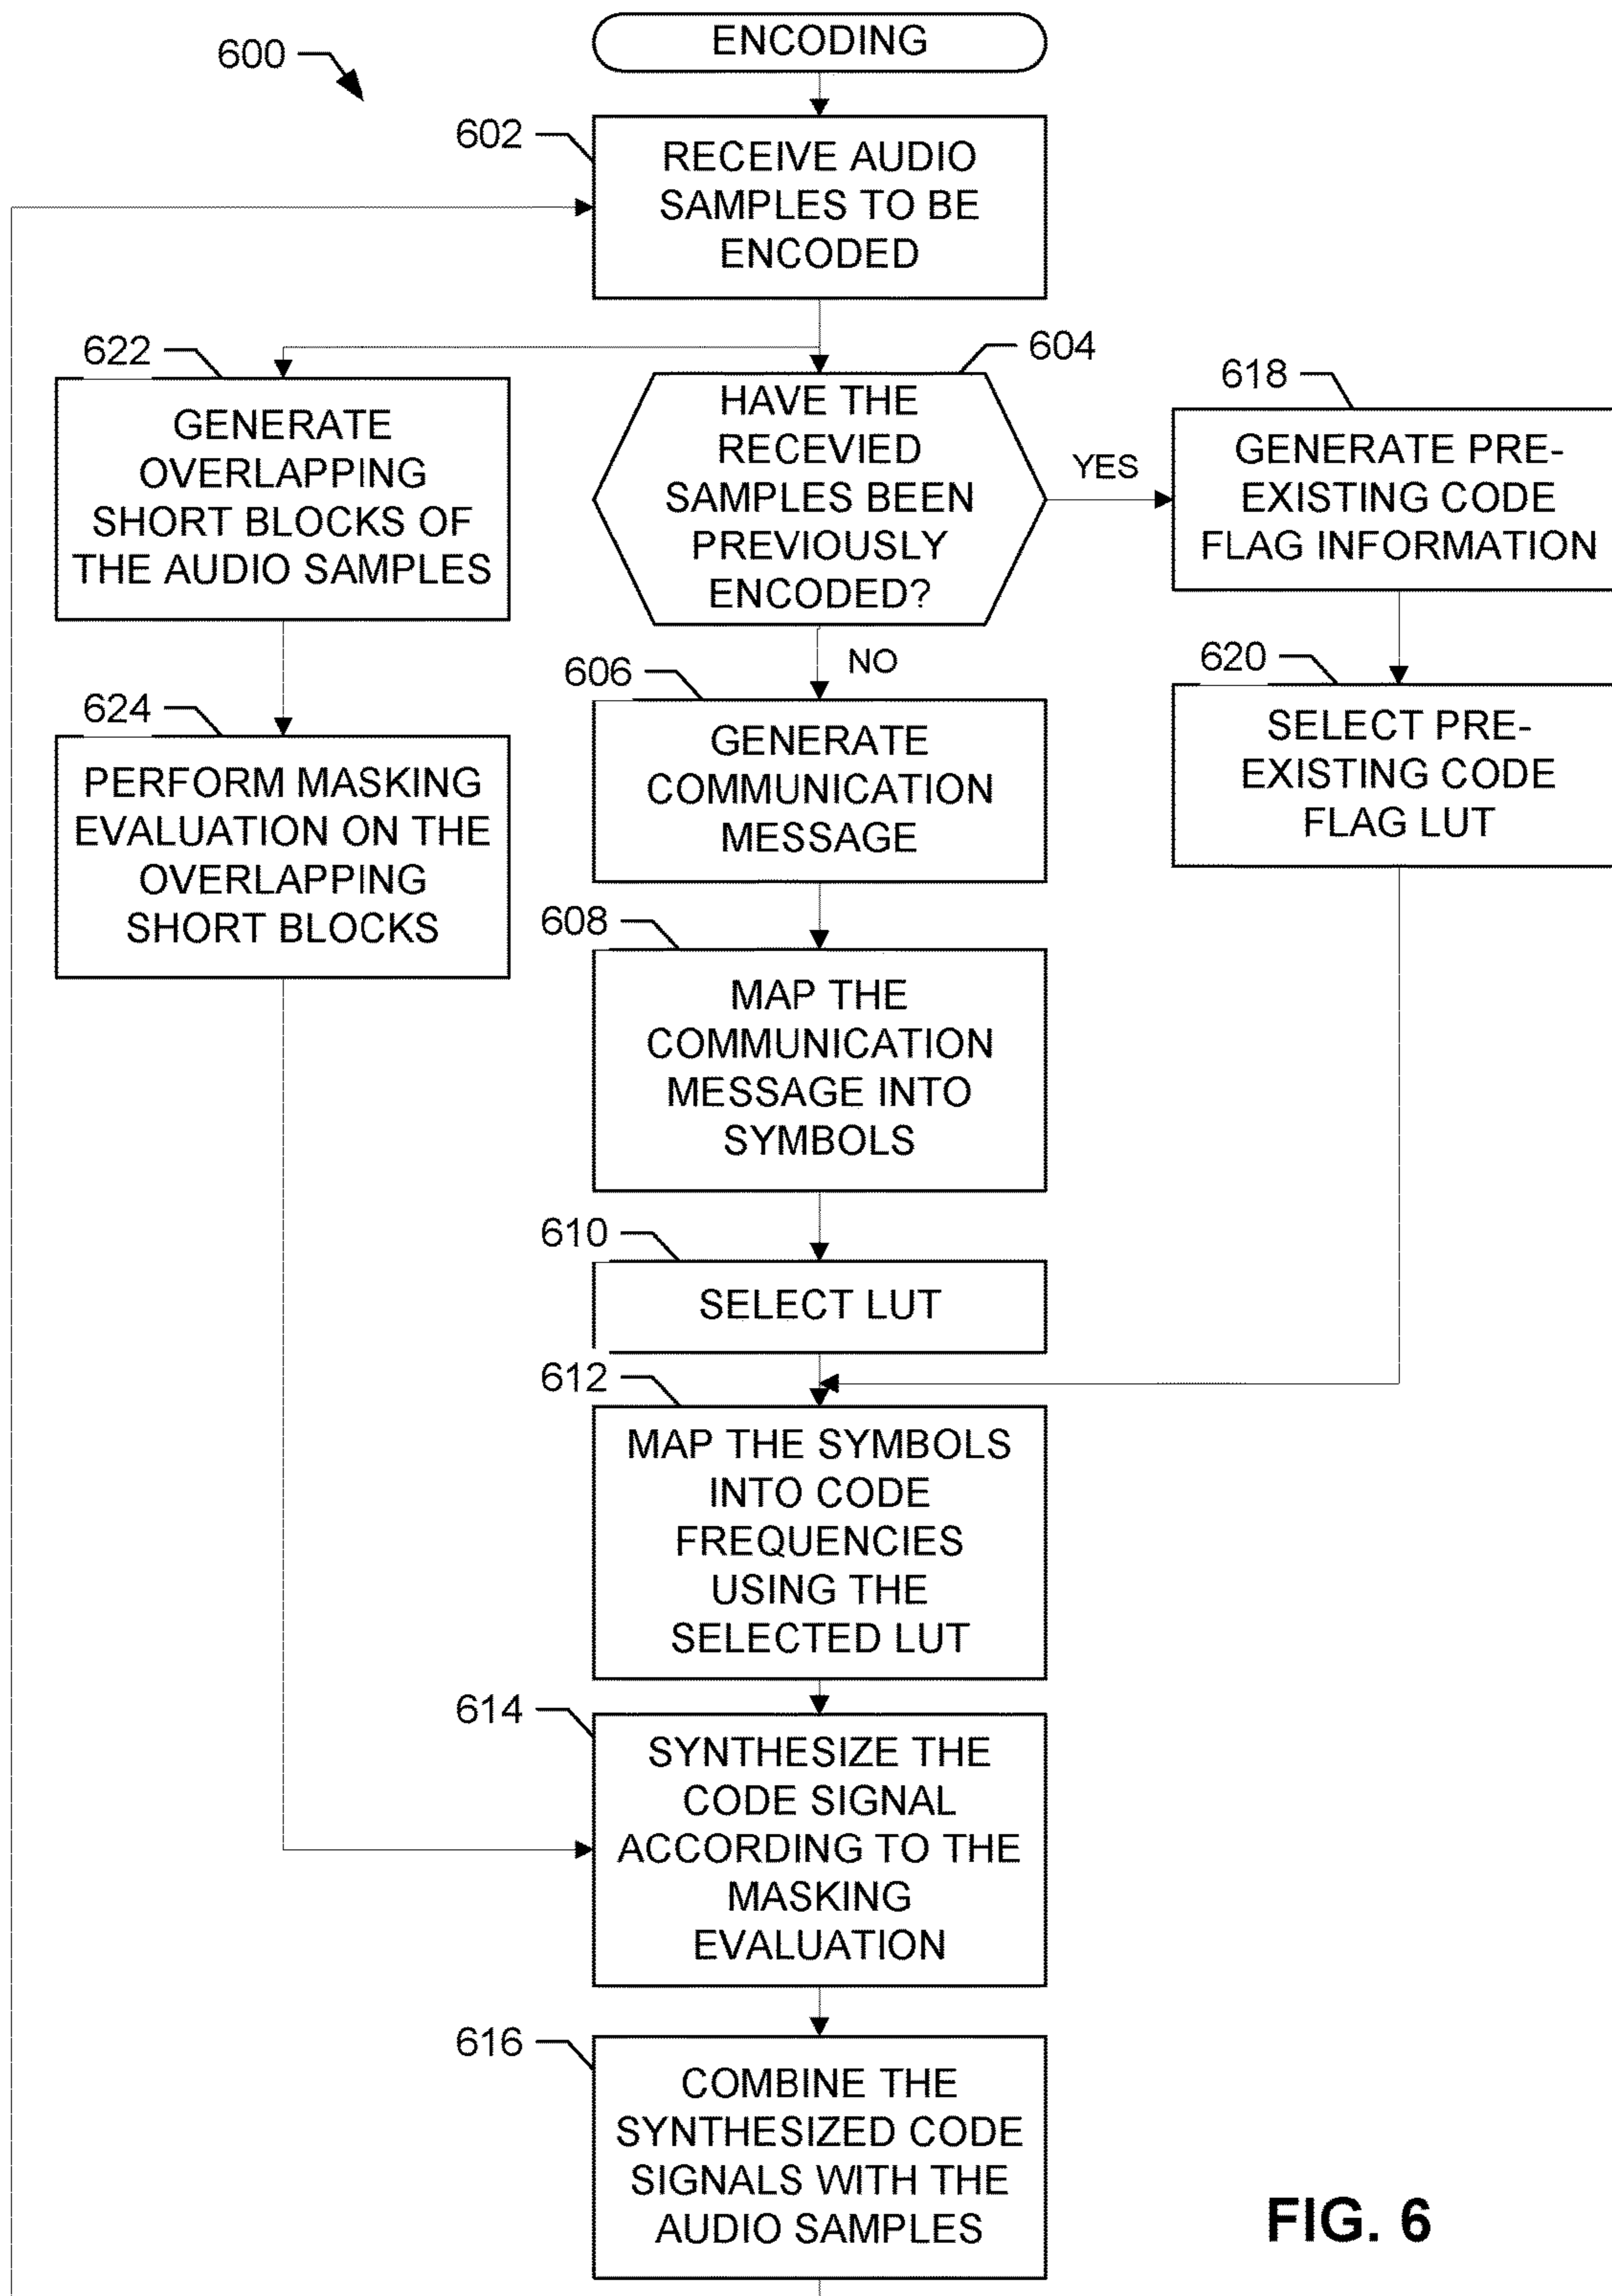 ENCODING
600
602
RECEIVE AUDIO
SAMPLES TO BE
ENCODED
622
GENERATE
OVERLAPPING
SHORT BLOCKS OF
THE AUDIO SAMPLES
604
HAVE THE
RECEVIED
SAMPLES BEEN
PREVIOUSLY
ENCODED?
YES
618
GENERATE PRE-
EXISTING CODE
FLAG INFORMATION
NO
620
SELECT PRE-
EXISTING CODE
FLAG LUT
624
PERFORM MASKING
EVALUATION ON THE
OVERLAPPING
SHORT BLOCKS
606
GENERATE
COMMUNICATION
MESSAGE
608
MAP THE
COMMUNICATION
MESSAGE INTO
SYMBOLS
610
SELECT LUT
612
MAP THE SYMBOLS
INTO CODE
FREQUENCIES
USING THE
SELECTED LUT
614
SYNTHESIZE THE
CODE SIGNAL
ACCORDING TO THE
MASKING
EVALUATION
616
COMBINE THE
SYNTHESIZED CODE
SIGNALS WITH THE
AUDIO SAMPLES
FIG. 6